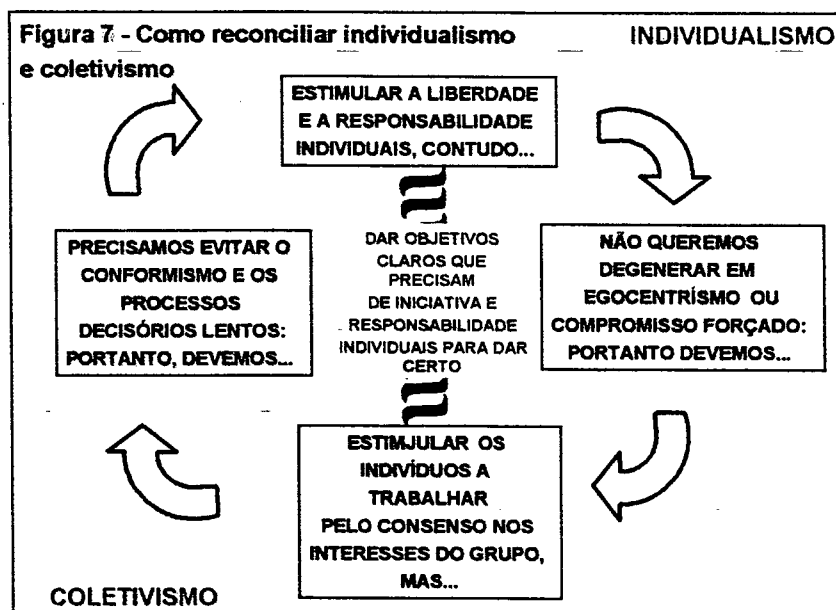 Figura 7 - Como reconciliar individualismo
e coletivismo
INDIVIDUALISMO
ESTIMULAR A LIBERDADE
E A RESPONSABILIDADE
INDIVIDUAIS, CONTUDO...
NÃO QUEREMOS
DEGENERAR EM
EGOCENTRÍSMO OU
COMPROMISSO FORÇADO:
PORTANTO DEVEMOS...
DAR OBJETIVOS
CLAROS QUE
PRECISAM
DE INICIATIVA E
RESPONSABILIDADE
INDIVIDUAIS PARA DAR
CERTO
PRECISAMOS EVITAR O
CONFORMISMO E OS
PROCESSOS
DECISÓRIOS LENTOS:
PORTANTO, DEVEMOS...
ESTIMJULAR OS
INDIVÍDUOS A
TRABALHAR
PELO CONSENSO NOS
INTERESSES DO GRUPO,
MAS...
COLETIVISMO